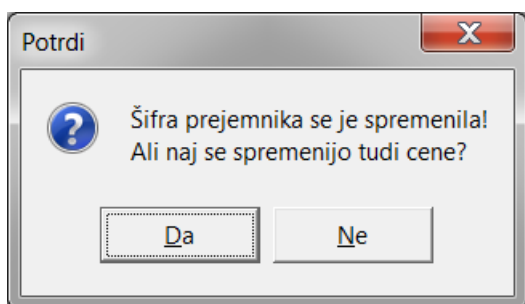 Potrdi
Šifra prejemnika se je spremenila!
Ali naj se spremenijo tudi cene?
Da
Ne